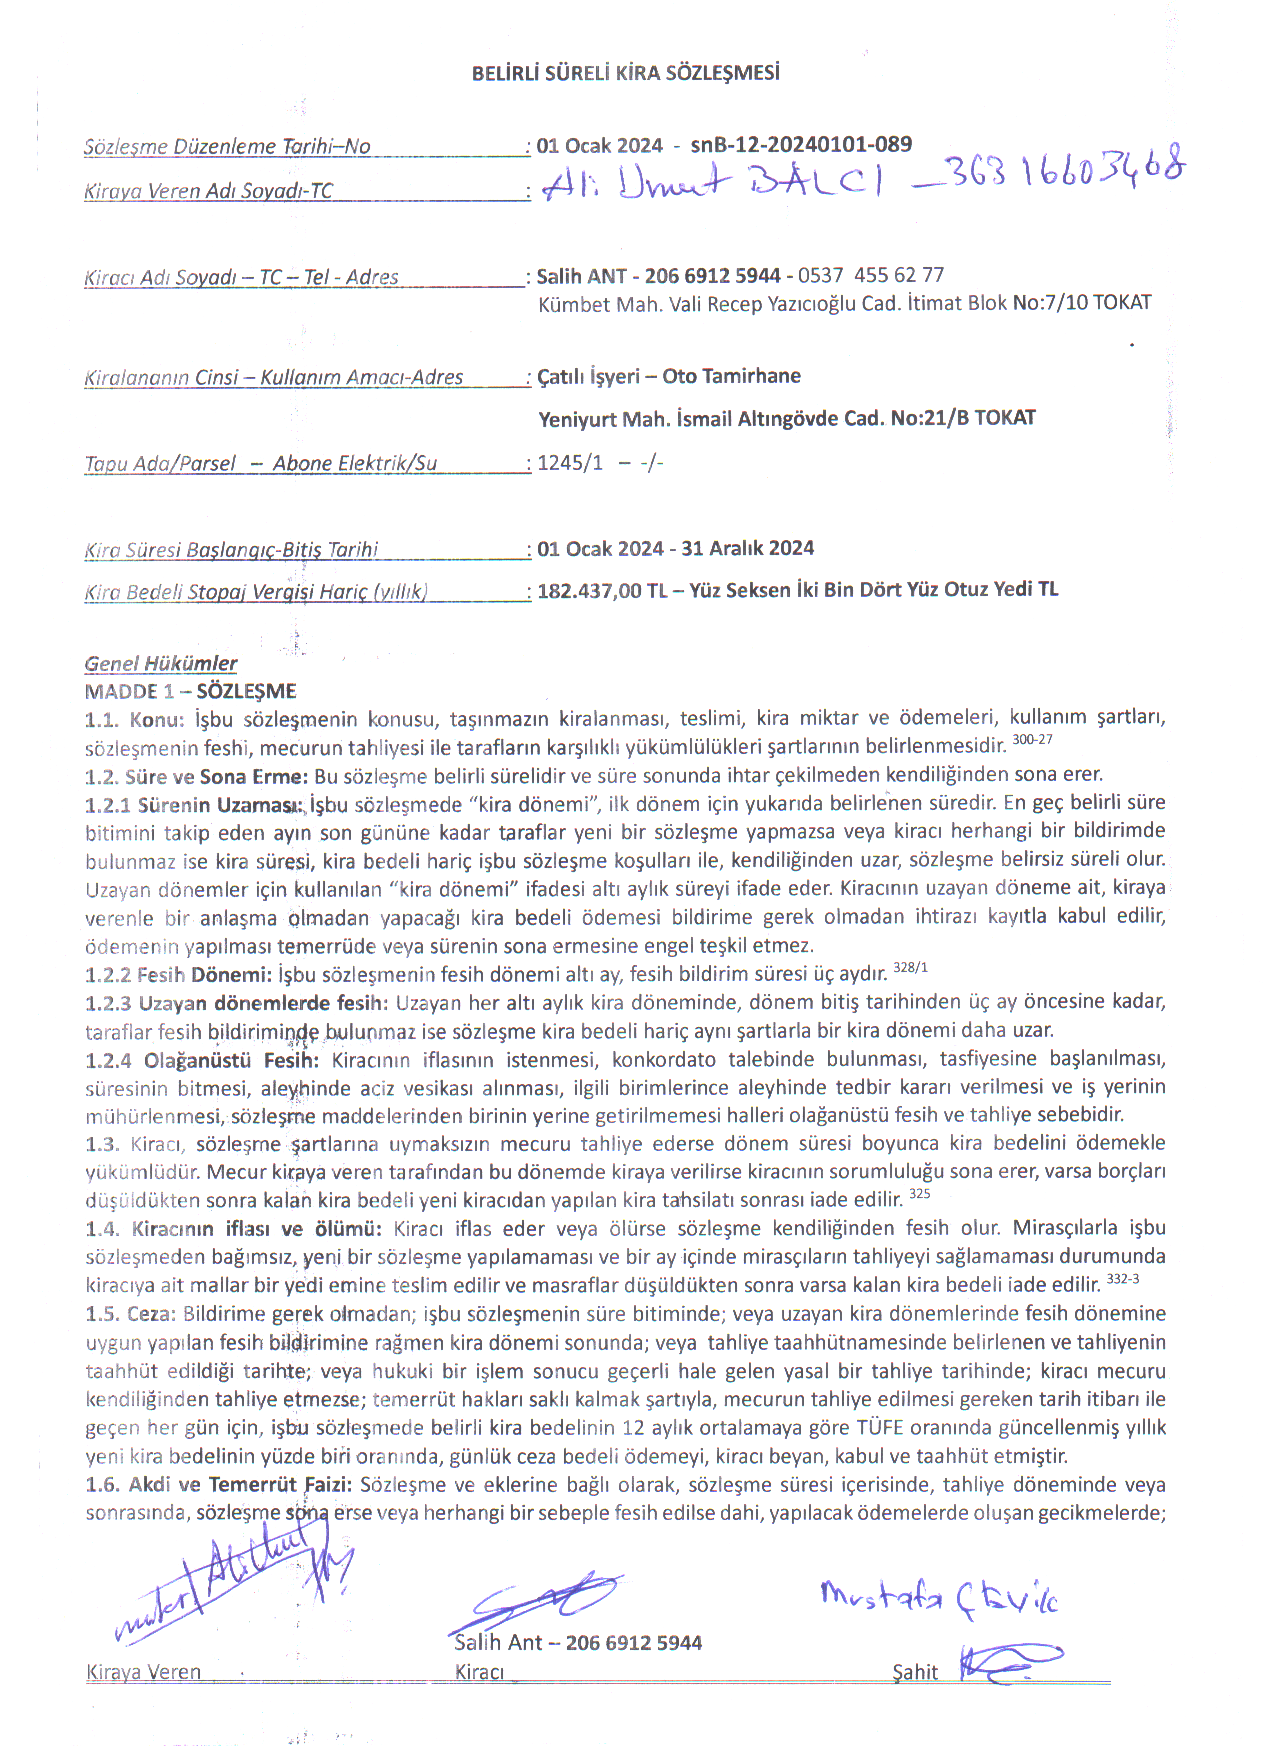 BELİRLİ SÜRELİ KİRA SÖZLEŞMESİ
Sözleşme Düzenleme Tarihi–No : 01 Ocak 2024 - snB-12-20240101-089
Kiraya Veren Adı Soyadı-TC : Ali Umut BALCI – 36316603468
Kiracı Adı Soyadı – TC – Tel - Adres : Salih ANT - 206 6912 5944 - 0537 455 62 77
Kümbet Mah. Vali Recep Yazıcıoğlu Cad. İtimat Blok No:7/10 TOKAT
Kiralananın Cinsi – Kullanım Amacı-Adres : Çatılı İşyeri – Oto Tamirhane
Yeniyurt Mah. İsmail Altıngövde Cad. No:21/B TOKAT
Tapu Ada/Parsel – Abone Elektrik/Su : 1245/1 – -/-
Kira Süresi Başlangıç-Bitiş Tarihi : 01 Ocak 2024 - 31 Aralık 2024
Kira Bedeli Stopaj Vergisi Hariç (yıllık) : 182.437,00 TL – Yüz Seksen İki Bin Dört Yüz Otuz Yedi TL
Genel Hükümler
MADDE 1 – SÖZLEŞME
1.1. Konu: İşbu sözleşmenin konusu, taşınmazın kiralanması, teslimi, kira miktar ve ödemeleri, kullanım şartları,
sözleşmenin feshi, mecurun tahliyesi ile tarafların karşılıklı yükümlülükleri şartlarının belirlenmesidir. 300-27
1.2. Süre ve Sona Erme: Bu sözleşme belirli sürelidir ve süre sonunda ihtar çekilmeden kendiliğinden sona erer.
1.2.1 Sürenin Uzaması: İşbu sözleşmede “kira dönemi”, ilk dönem için yukarıda belirlenen süredir. En geç belirli süre
bitimini takip eden ayın son gününe kadar taraflar yeni bir sözleşme yapmazsa veya kiracı herhangi bir bildirimde
bulunmaz ise kira süresi, kira bedeli hariç işbu sözleşme koşulları ile, kendiliğinden uzar, sözleşme belirsiz süreli olur.
Uzayan dönemler için kullanılan “kira dönemi” ifadesi altı aylık süreyi ifade eder. Kiracının uzayan döneme ait, kiraya
verenle bir anlaşma olmadan yapacağı kira bedeli ödemesi bildirime gerek olmadan ihtirazı kayıtla kabul edilir,
ödemenin yapılması temerrüde veya sürenin sona ermesine engel teşkil etmez.
1.2.2 Fesih Dönemi: İşbu sözleşmenin fesih dönemi altı ay, fesih bildirim süresi üç aydır. 328/1
1.2.3 Uzayan dönemlerde fesih: Uzayan her altı aylık kira döneminde, dönem bitiş tarihinden üç ay öncesine kadar,
taraflar fesih bildiriminde bulunmaz ise sözleşme kira bedeli hariç aynı şartlarla bir kira dönemi daha uzar.
1.2.4 Olağanüstü Fesih: Kiracının iflasının istenmesi, konkordato talebinde bulunması, tasfiyesine başlanılması,
süresinin bitmesi, aleyhinde aciz vesikası alınması, ilgili birimlerince aleyhinde tedbir kararı verilmesi ve iş yerinin
mühürlenmesi, sözleşme maddelerinden birinin yerine getirilmemesi halleri olağanüstü fesih ve tahliye sebebidir.
1.3. Kiracı, sözleşme şartlarına uymaksızın mecuru tahliye ederse dönem süresi boyunca kira bedelini ödemekle
yükümlüdür. Mecur kiraya veren tarafından bu dönemde kiraya verilirse kiracının sorumluluğu sona erer, varsa borçları
düşüldükten sonra kalan kira bedeli yeni kiracıdan yapılan kira tahsilatı sonrası iade edilir. 325
1.4. Kiracının iflası ve ölümü: Kiracı iflas eder veya ölürse sözleşme kendiliğinden fesih olur. Mirasçılarla işbu
sözleşmeden bağımsız, yeni bir sözleşme yapılamaması ve bir ay içinde mirasçıların tahliyeyi sağlamaması durumunda
kiracıya ait mallar bir yedi emine teslim edilir ve masraflar düşüldükten sonra varsa kalan kira bedeli iade edilir. 332-3
1.5. Ceza: Bildirime gerek olmadan; işbu sözleşmenin süre bitiminde; veya uzayan kira dönemlerinde fesih dönemine
uygun yapılan fesih bildirimine rağmen kira dönemi sonunda; veya tahliye taahhütnamesinde belirlenen ve tahliyenin
taahhüt edildiği tarihte; veya hukuki bir işlem sonucu geçerli hale gelen yasal bir tahliye tarihinde; kiracı mecuru
kendiliğinden tahliye etmezse; temerrüt hakları saklı kalmak şartıyla, mecurun tahliye edilmesi gereken tarih itibarı ile
geçen her gün için, işbu sözleşmede belirli kira bedelinin 12 aylık ortalamaya göre TÜFE oranında güncellenmiş yıllık
yeni kira bedelinin yüzde biri oranında, günlük ceza bedeli ödemeyi, kiracı beyan, kabul ve taahhüt etmiştir.
1.6. Akdi ve Temerrüt Faizi: Sözleşme ve eklerine bağlı olarak, sözleşme süresi içerisinde, tahliye döneminde veya
sonrasında, sözleşme sona erse veya herhangi bir sebeple fesih edilse dahi, yapılacak ödemelerde oluşan gecikmelerde;
Mustafa
Salih Ant – 206 6912 5944
Kiraya Veren Kiracı Şahit